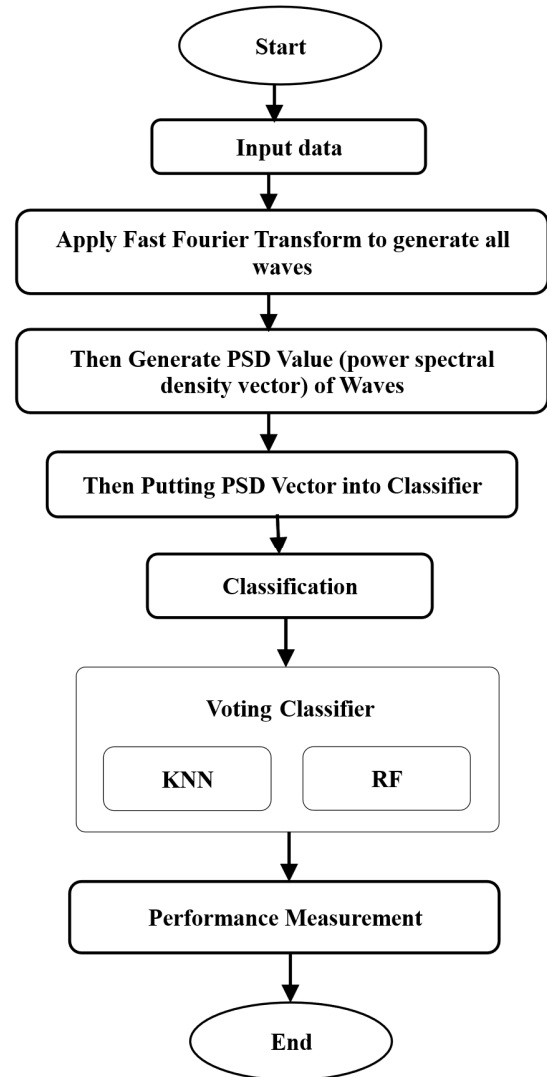 Start
Input data
Apply Fast Fourier Transform to generate all
waves
Then Generate PSD Value (power spectral
density vector) of Waves
Then Putting PSD Vector into Classifier
Classification
Voting Classifier
KNN
RF
Performance Measurement
End